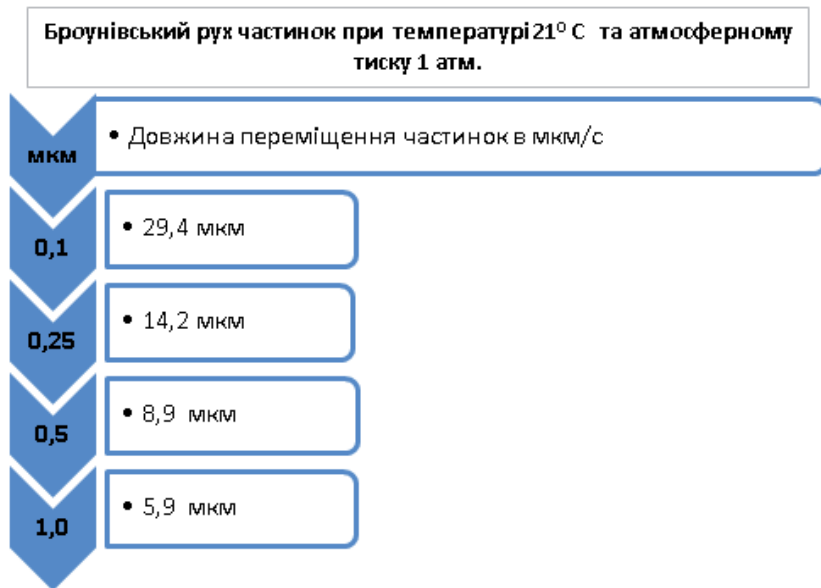 Броунівський рух частинок при температурі 21⁰ С та атмосферному
тиску 1 атм.
мкм
• Довжина переміщення частинок в мкм/с
0,1
• 29,4 мкм
0,25
• 14,2 мкм
0,5
• 8,9 мкм
1,0
• 5,9 мкм